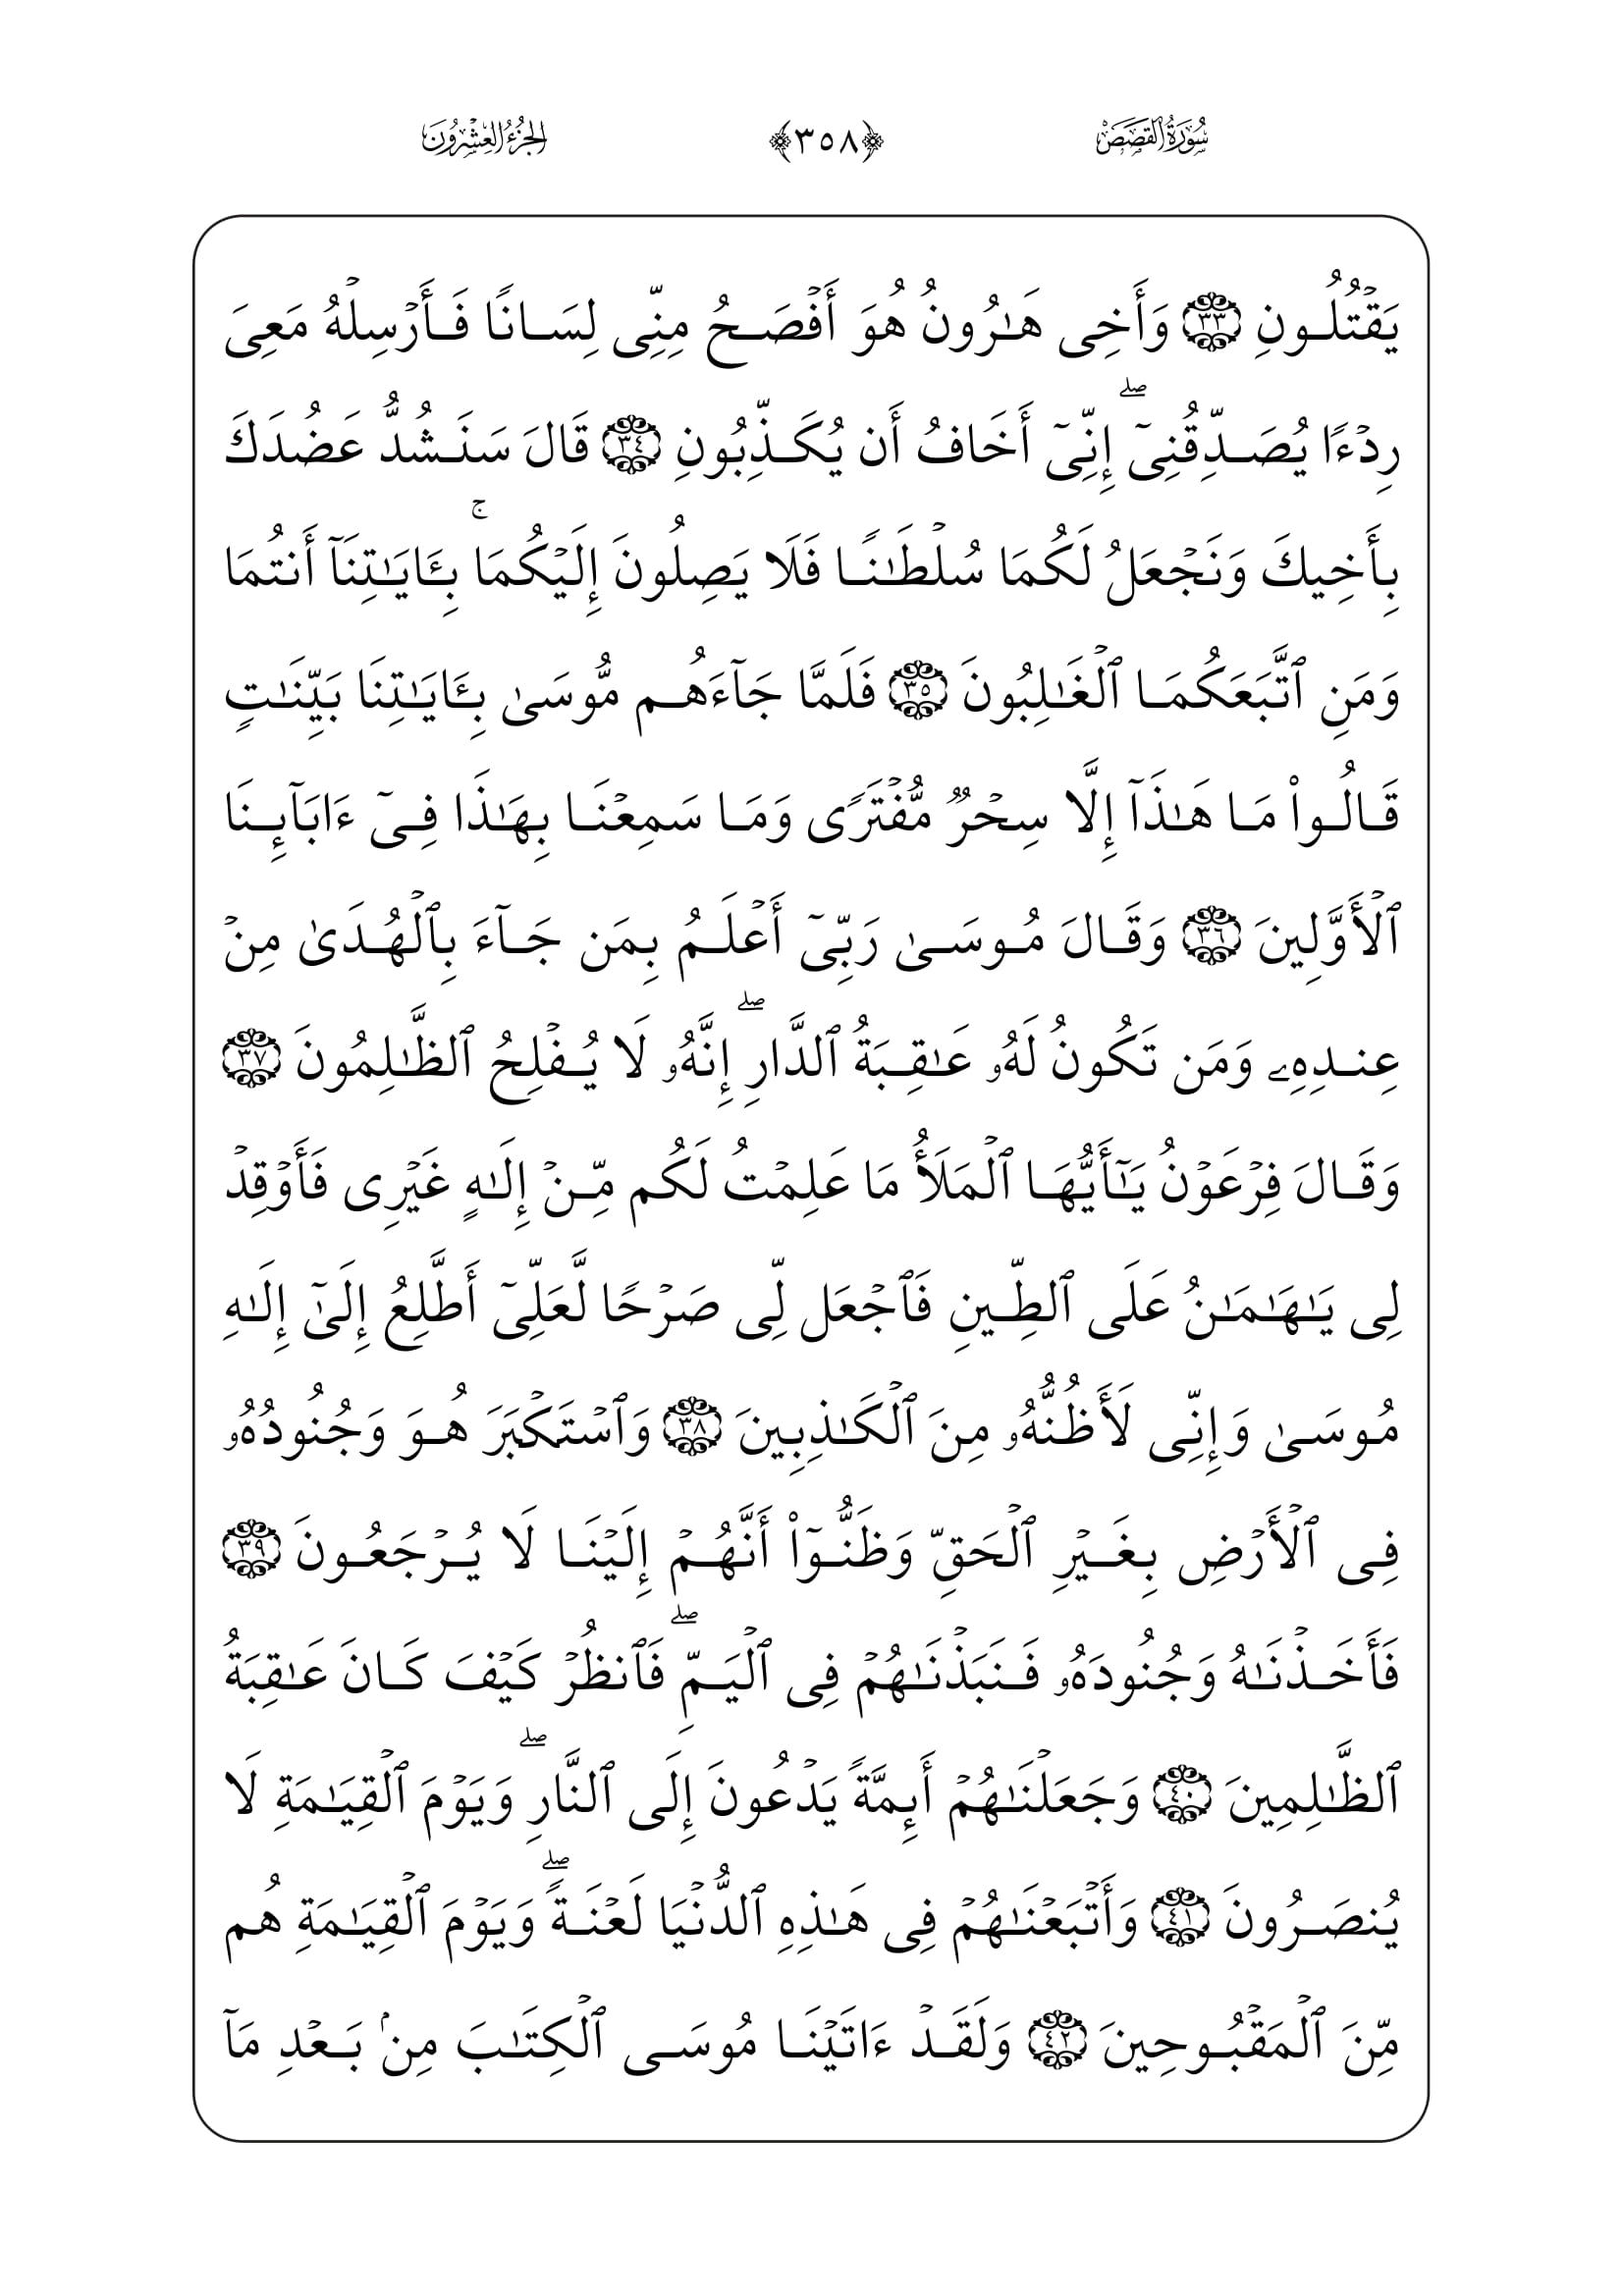 سُورَةُ القَصَصِ ﴿٣٥٨﴾ الجُزْءُ العِشْرُونَ
يَقۡتُلُونِ ٣٣ وَأَخِي هَٰرُونُ هُوَ أَفۡصَحُ مِنِّي لِسَانٗا فَأَرۡسِلۡهُ مَعِيَ
رِدۡءٗا يُصَدِّقُنِيٓۖ إِنِّيٓ أَخَافُ أَن يُكَذِّبُونِ ٣٤ قَالَ سَنَشُدُّ عَضُدَكَ
بِأَخِيكَ وَنَجۡعَلُ لَكُمَا سُلۡطَٰنٗا فَلَا يَصِلُونَ إِلَيۡكُمَا ۚ بِـَٔايَٰتِنَآ أَنتُمَا
وَمَنِ ٱتَّبَعَكُمَا ٱلۡغَٰلِبُونَ ٣٥ فَلَمَّا جَآءَهُم مُّوسَىٰ بِـَٔايَٰتِنَا بَيِّنَٰتٖ
قَالُواْ مَا هَٰذَآ إِلَّا سِحۡرٞ مُّفۡتَرٗى وَمَا سَمِعۡنَا بِهَٰذَا فِيٓ ءَابَآئِنَا
ٱلۡأَوَّلِينَ ٣٦ وَقَالَ مُوسَىٰ رَبِّيٓ أَعۡلَمُ بِمَن جَآءَ بِٱلۡهُدَىٰ مِنۡ
عِندِهِۦ وَمَن تَكُونُ لَهُۥ عَٰقِبَةُ ٱلدَّارِۖ إِنَّهُۥ لَا يُفۡلِحُ ٱلظَّٰلِمُونَ ٣٧
وَقَالَ فِرۡعَوۡنُ يَٰٓأَيُّهَا ٱلۡمَلَأُ مَا عَلِمۡتُ لَكُم مِّنۡ إِلَٰهٍ غَيۡرِي فَأَوۡقِدۡ
لِي يَٰهَٰمَٰنُ عَلَى ٱلطِّينِ فَٱجۡعَل لِّي صَرۡحٗا لَّعَلِّيٓ أَطَّلِعُ إِلَىٰٓ إِلَٰهِ
مُوسَىٰ وَإِنِّي لَأَظُنُّهُۥ مِنَ ٱلۡكَٰذِبِينَ ٣٨ وَٱسۡتَكۡبَرَ هُوَ وَجُنُودُهُۥ
فِي ٱلۡأَرۡضِ بِغَيۡرِ ٱلۡحَقِّ وَظَنُّوٓاْ أَنَّهُمۡ إِلَيۡنَا لَا يُرۡجَعُونَ ٣٩
فَأَخَذۡنَٰهُ وَجُنُودَهُۥ فَنَبَذۡنَٰهُمۡ فِي ٱلۡيَمِّۖ فَٱنظُرۡ كَيۡفَ كَانَ عَٰقِبَةُ
ٱلظَّٰلِمِينَ ٤٠ وَجَعَلۡنَٰهُمۡ أَئِمَّةٗ يَدۡعُونَ إِلَى ٱلنَّارِۖ وَيَوۡمَ ٱلۡقِيَٰمَةِ لَا
يُنصَرُونَ ٤١ وَأَتۡبَعۡنَٰهُمۡ فِي هَٰذِهِ ٱلدُّنۡيَا لَعۡنَةٗۖ وَيَوۡمَ ٱلۡقِيَٰمَةِ هُم
مِّنَ ٱلۡمَقۡبُوحِينَ ٤٢ وَلَقَدۡ ءَاتَيۡنَا مُوسَى ٱلۡكِتَٰبَ مِنۢ بَعۡدِ مَآ